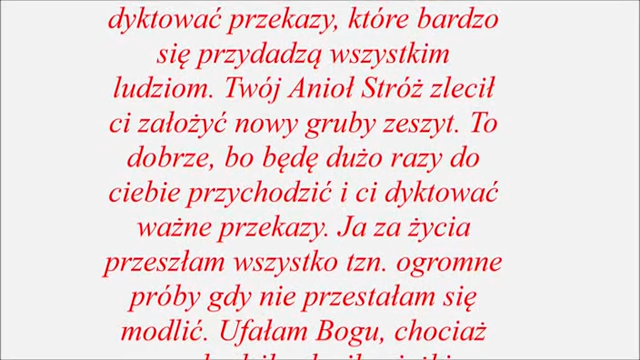 dyktować przekazy, które bardzo
się przydadzą wszystkim
ludziom. Twój Anioł Stróż zlecił
ci założyć nowy gruby zeszyt. To
dobrze, bo będę dużo razy do
ciebie przychodzić i ci dyktować
ważne przekazy. Ja za życia
przeszłam wszystko tzn. ogromne
próby gdy nie przestałam się
modlić. Ufałam Bogu, chociaż